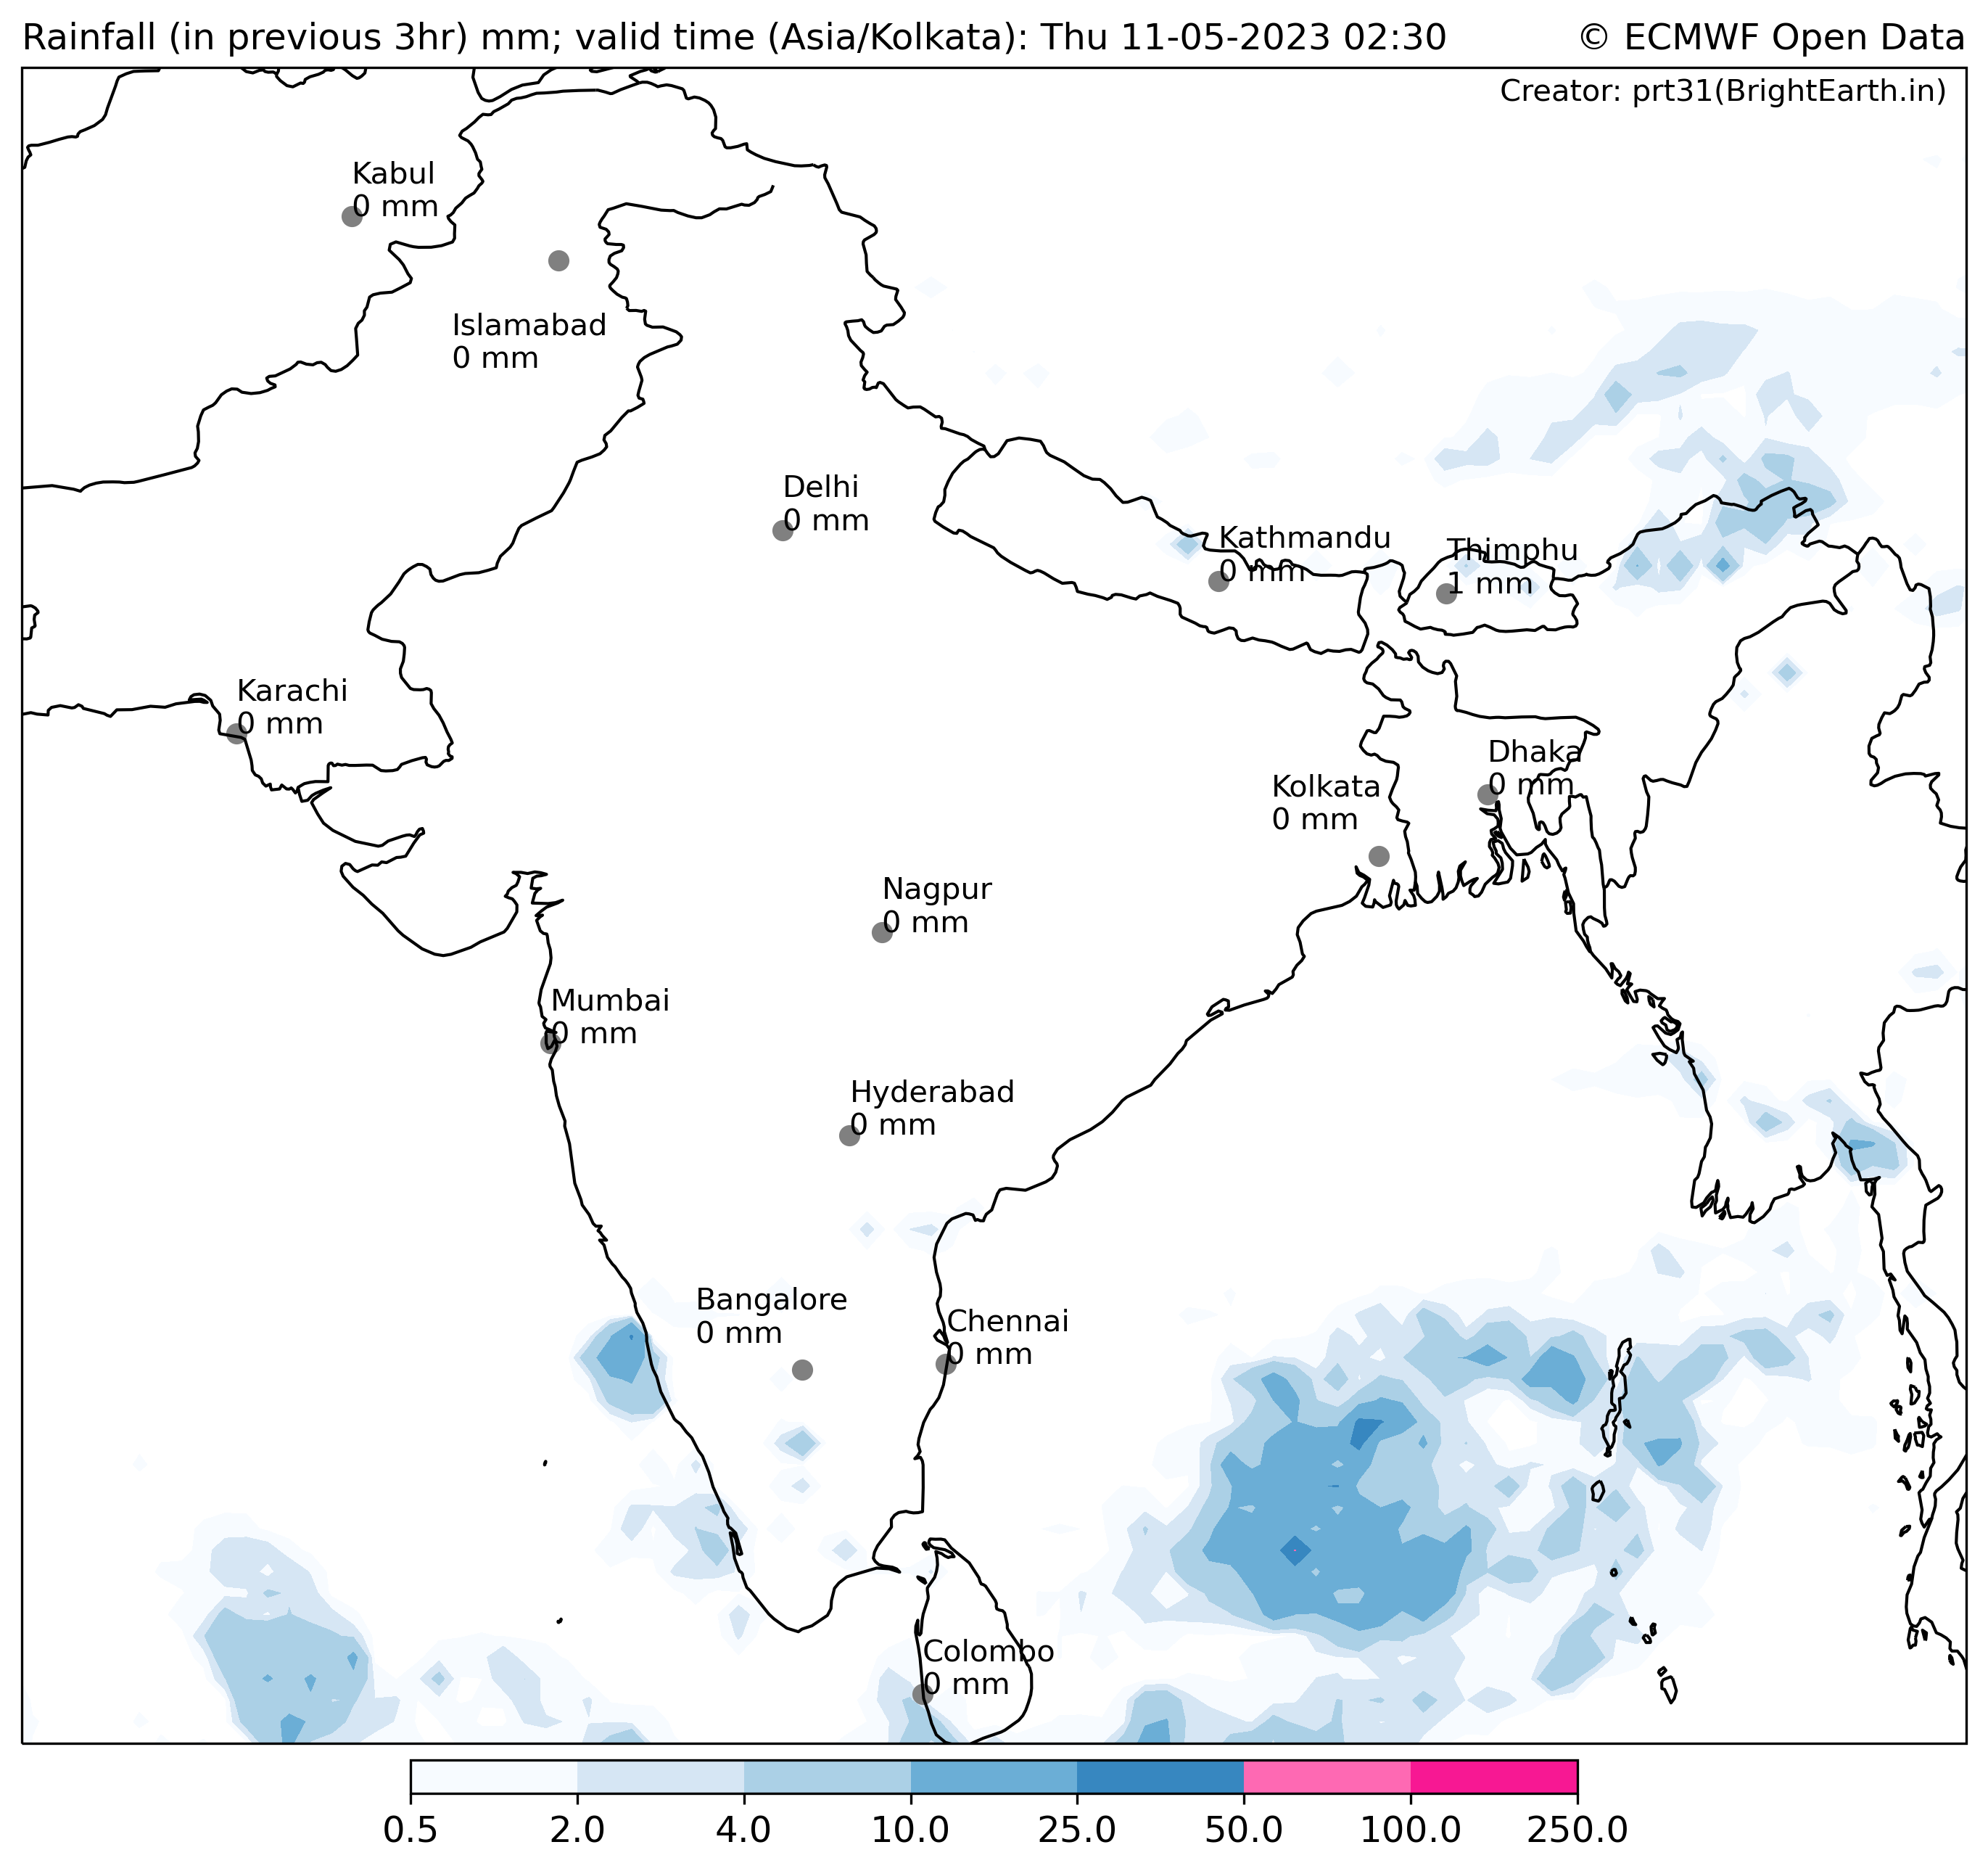 Rainfall (in previous 3hr) mm; valid time (Asia/Kolkata): Thu 11-05-2023 02:30
© ECMWF Open Data
Creator: prt31(BrightEarth.in)
Kabul
0 mm
Islamabad
0 mm
Delhi
0 mm
Kathmandu
0 mm
Thimphu
1 mm
Karachi
0 mm
Dhaka
0 mm
Kolkata
0 mm
Nagpur
0 mm
Mumbai
0 mm
Hyderabad
0 mm
Bangalore
0 mm
Chennai
0 mm
Colombo
0 mm
0.5 2.0 4.0 10.0 25.0 50.0 100.0 250.0